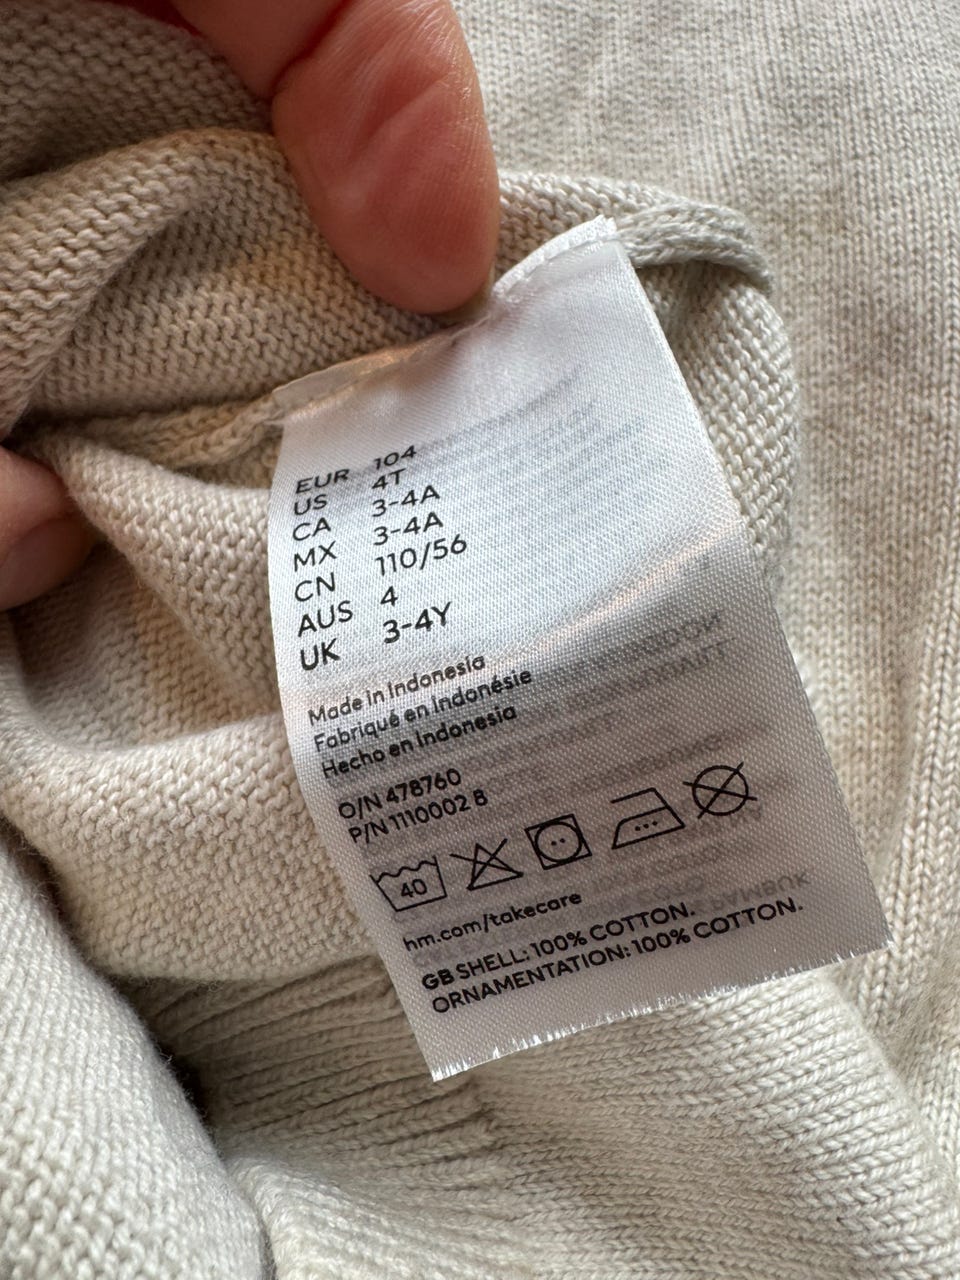 EUR 104
US 4T
CA 3-4A
MX 3-4A
CN 110/56
AUS 4
UK 3-4Y
Made in Indonesia
Fabriqué en Indonésie
Hecho en Indonesia
O/N 478760
P/N 1110002 8
40
hm.com/takecare
GB SHELL: 100% COTTON.
ORNAMENTATION: 100% COTTON.